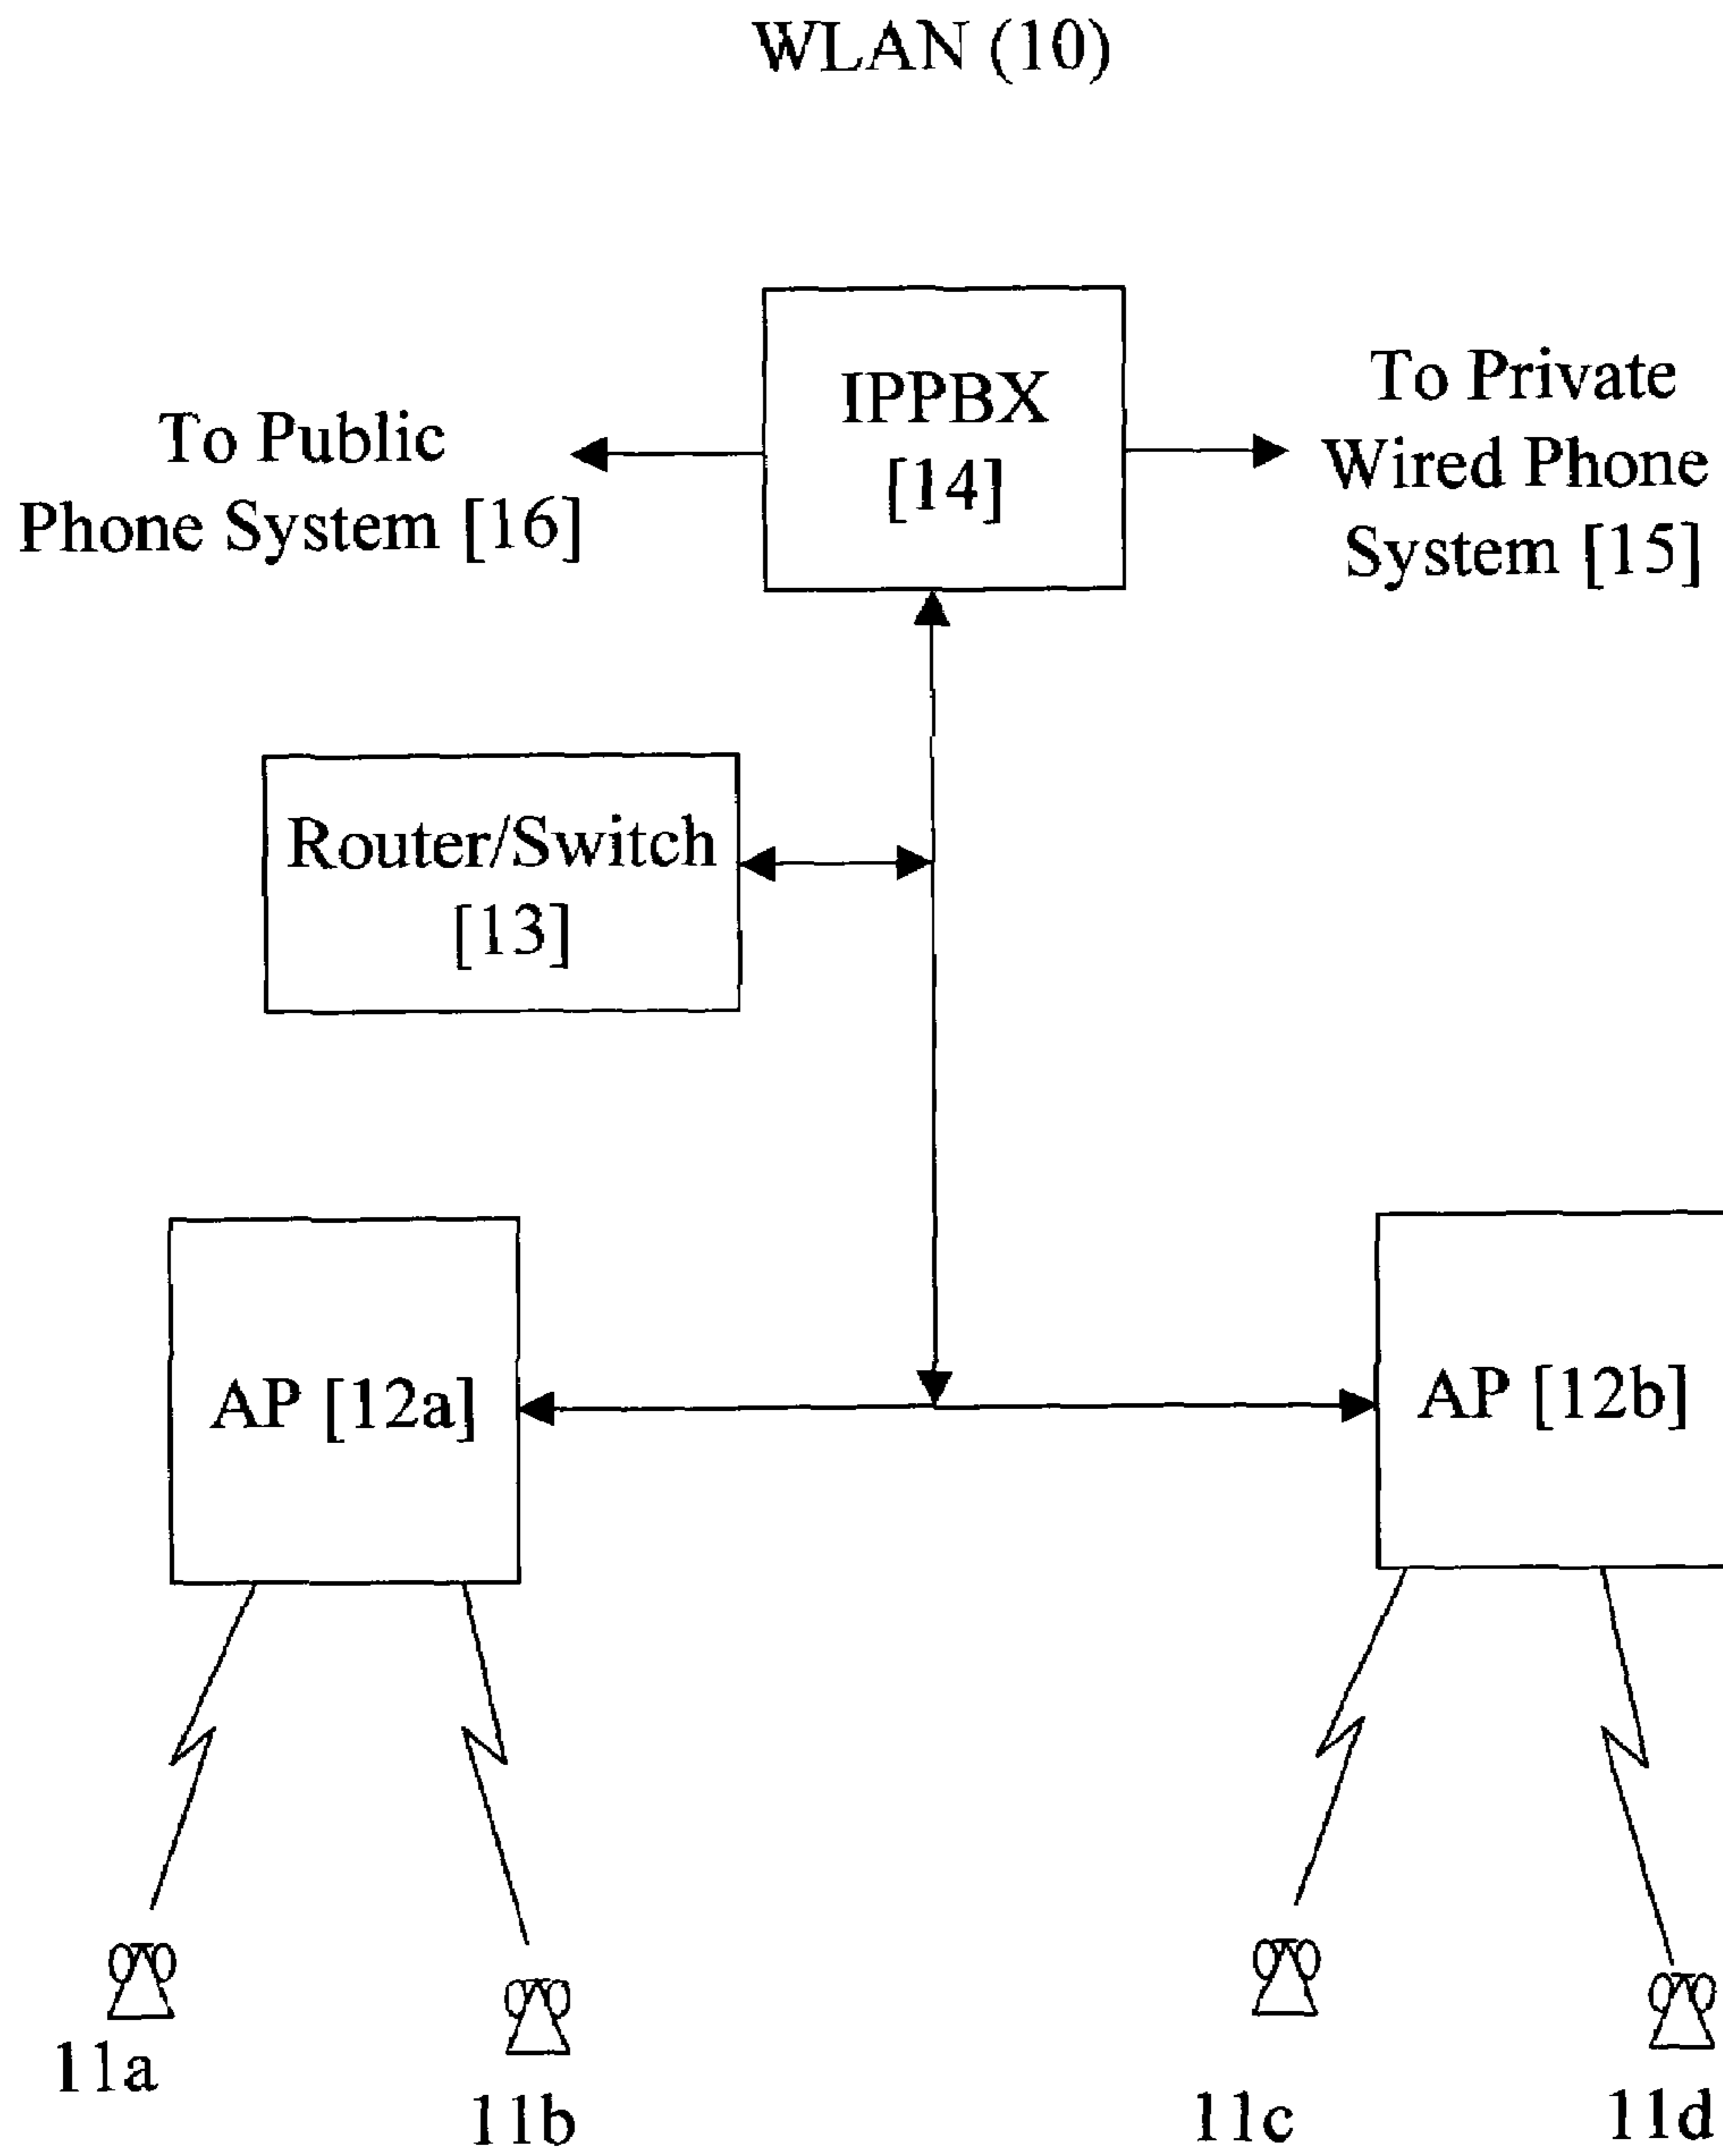 WLAN (10)
IPPBX
[14]
To Public
Phone System [16]
To Private
Wired Phone
System [15]
Router/Switch
[13]
AP [12a]
AP [12b]
11a
11b
11c
11d